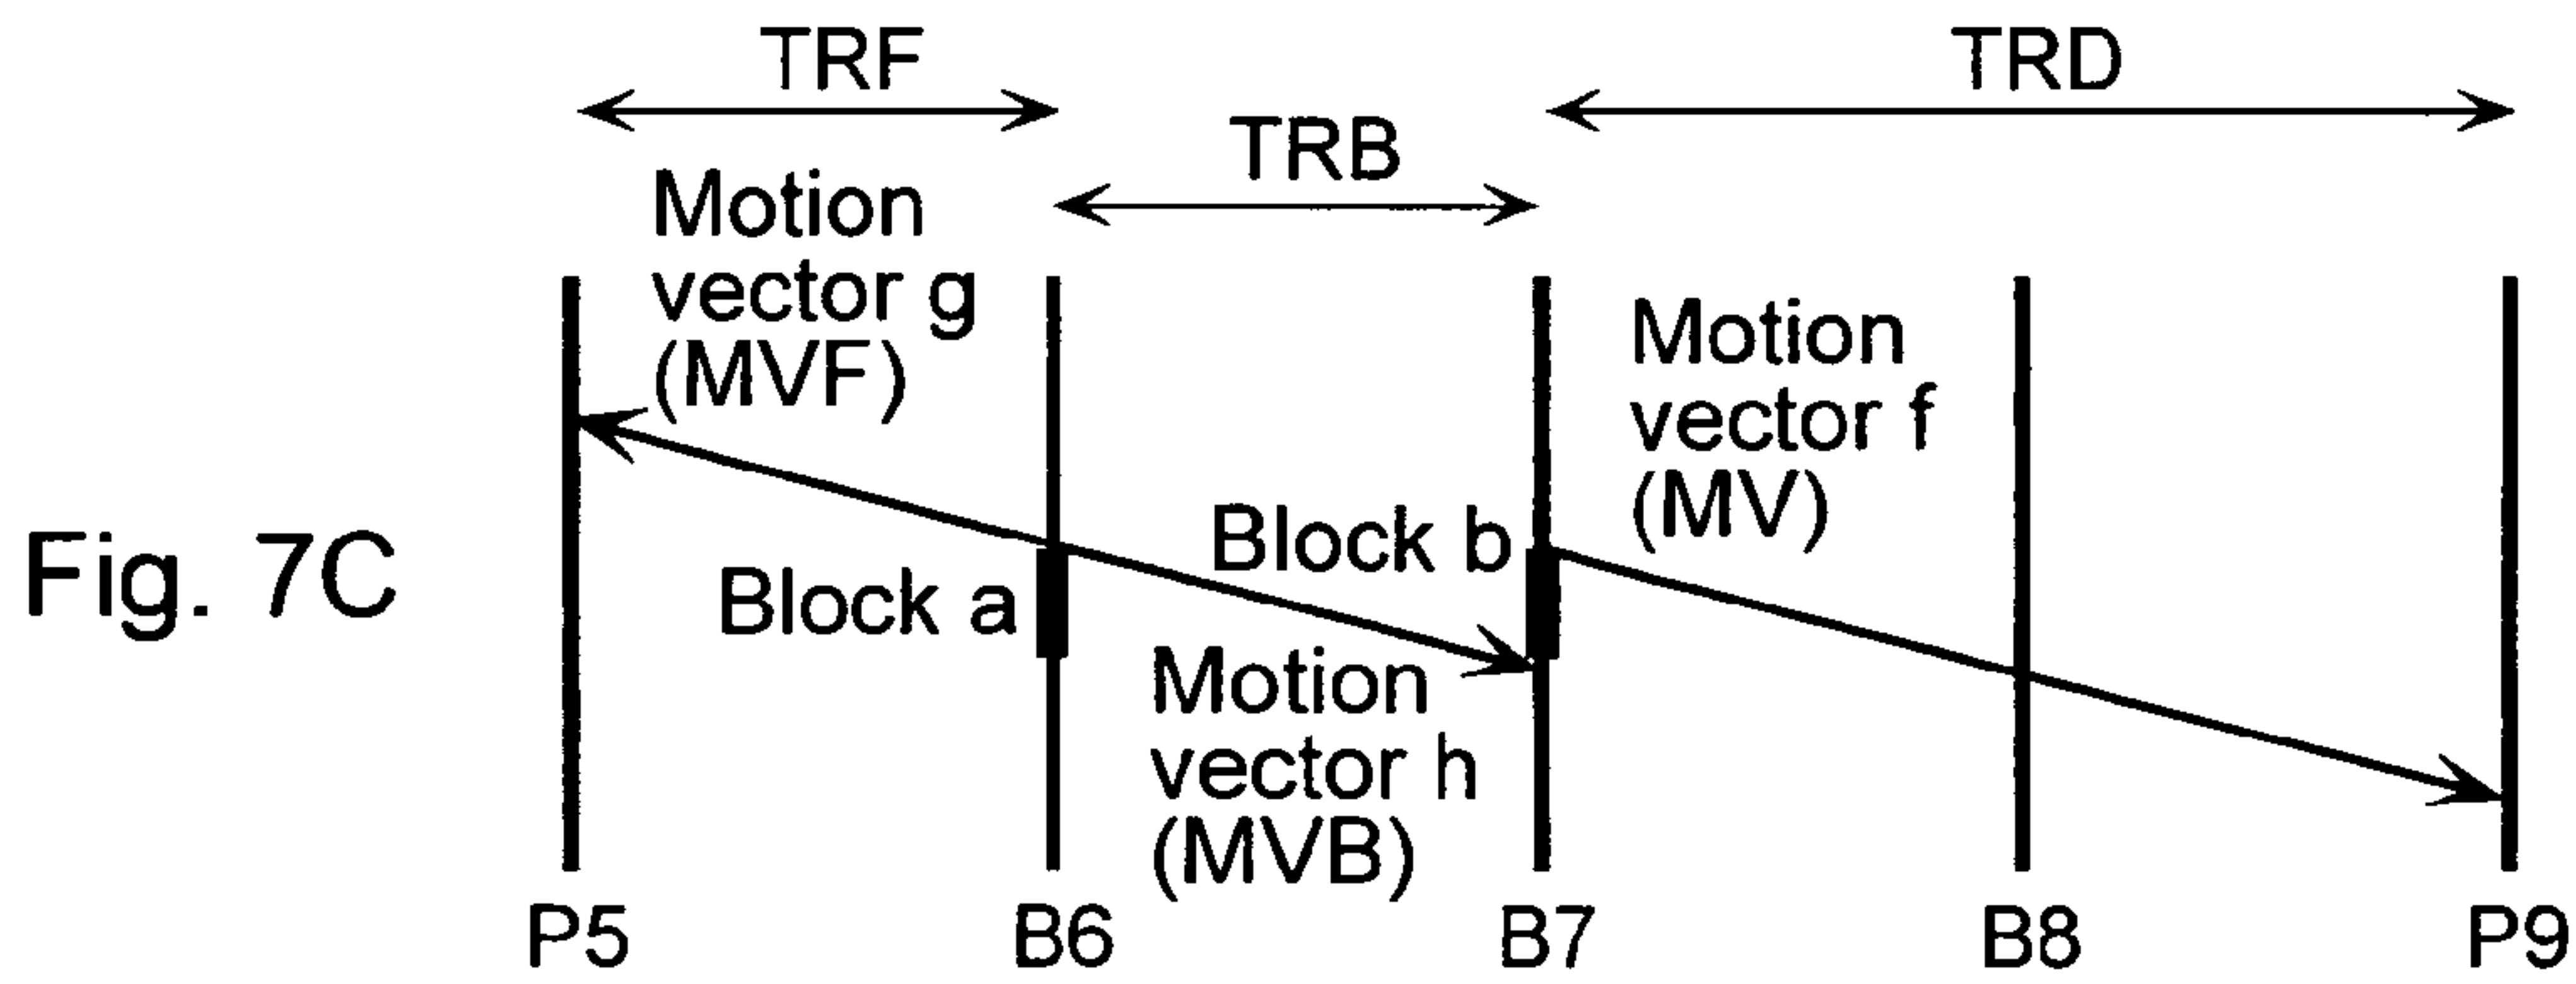 TRF
TRD
TRB
Motion
vector g
(MVF)
Motion
vector f
(MV)
Block b
Fig. 7C
Block a
Motion
vector h
(MVB)
P5
B6
B7
B8
P9